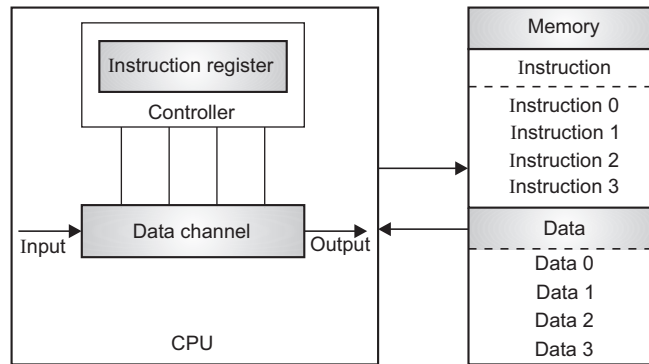 Instruction register
Controller
Data channel
Input
Output
CPU
Memory
Instruction
Instruction 0
Instruction 1
Instruction 2
Instruction 3
Data
Data 0
Data 1
Data 2
Data 3